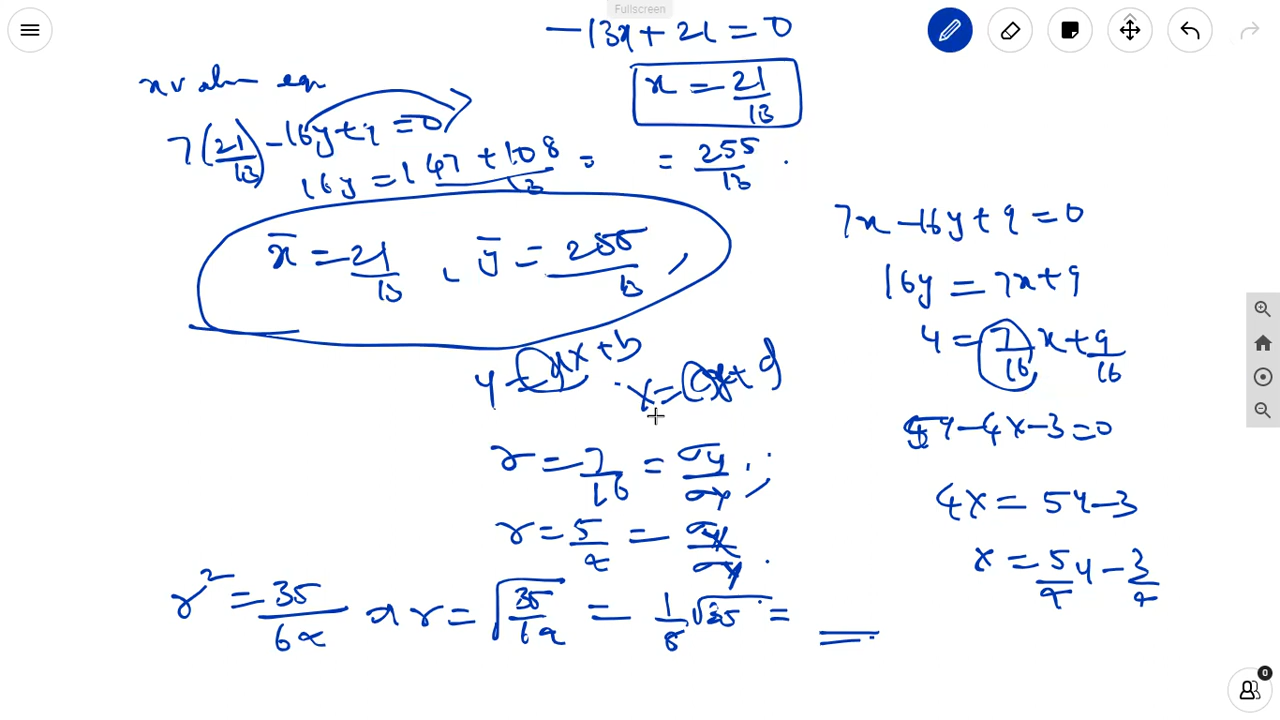 Fullscreen
-13x + 21 = 0
x = 21/13
eqn
7(21/13) - 16y + 9 = 0
16y = 147 + 108/13 = = 255/13 .
x̄ = 21/13 , ȳ = 255/13 ,
7x - 16y + 9 = 0
16y = 7x + 9
y = 7/16 x + 9/16
5y - 4x - 3 = 0
4x = 5y - 3
x = 5/4 y - 3/4
x = cy + d
r = 7/16 = σy/σx . ;
r = 5/4 = σx/σy .
r² = 35/64 r = √35/64 = 1/8 √35 =
0